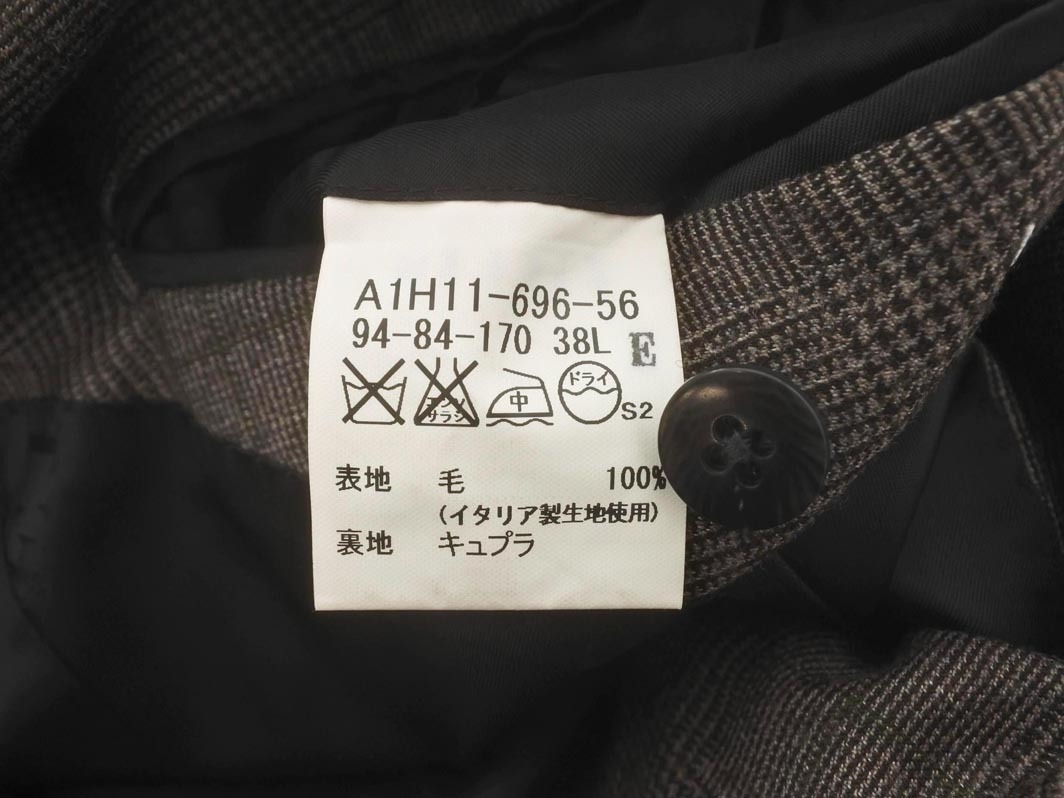 A1H11-696-56
94-84-170 38L E
エンソ
サラシ
中
ドライ
S2
表地 毛 100%
(イタリア製生地使用)
裏地 キュプラ